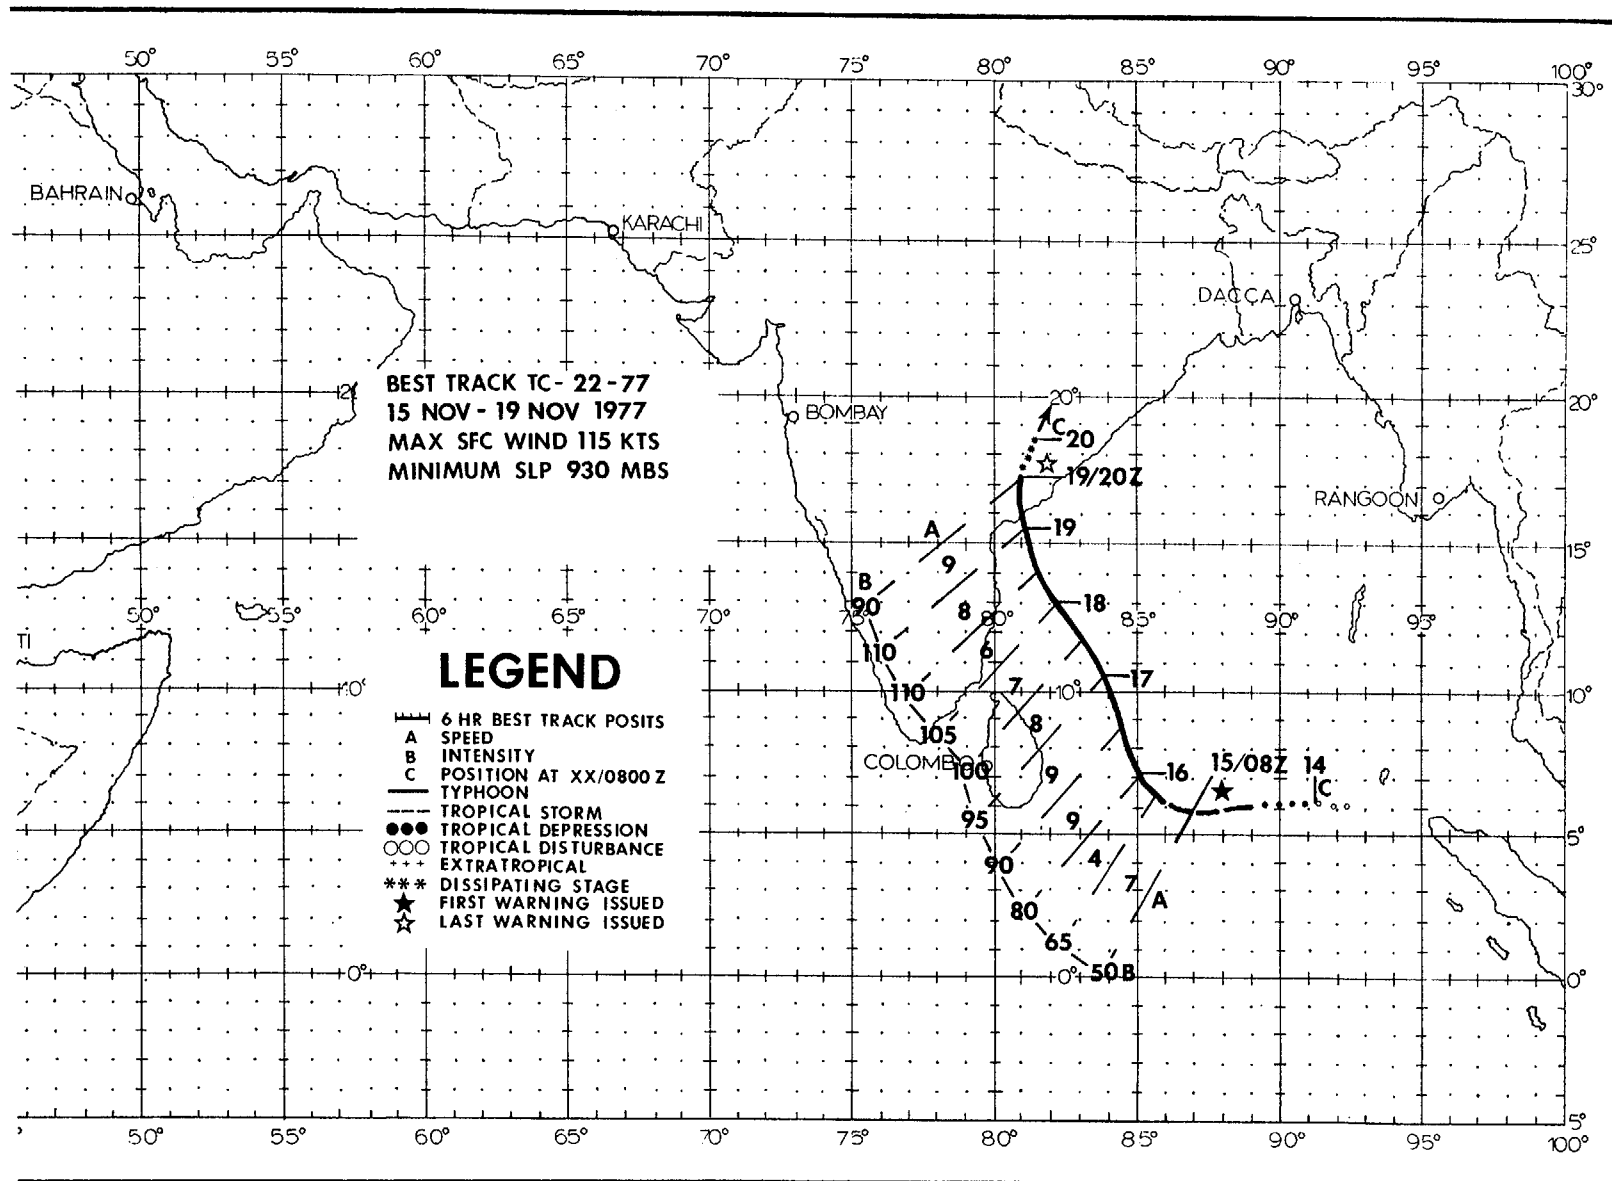 50° 55° 60° 65° 70° 75° 80° 85° 90° 95° 100°
30°
BAHRAIN
KARACHI
25°
DACCA
BEST TRACK TC-22-77
15 NOV-19 NOV 1977
MAX SFC WIND 115 KTS
MINIMUM SLP 930 MBS
20° 20°
BOMBAY
C 20
19/20Z
RANGOON
A 19
9 15°
B
90 8 18
50° 55° 60° 65° 70° 75° 80° 85° 90° 95°
TI
110 6
LEGEND
110 7 10° 17 10°
6 HR BEST TRACK POSITS
A SPEED
B INTENSITY
C POSITION AT XX/0800 Z
TYPHOON
TROPICAL STORM
TROPICAL DEPRESSION
TROPICAL DISTURBANCE
EXTRATROPICAL
DISSIPATING STAGE
FIRST WARNING ISSUED
LAST WARNING ISSUED
105 8
COLOMBO 100 9 16 15/08Z 14
C
95 9 5°
90 4
80 7 A
65
0° 0° 50 B 0°
5°
50° 55° 60° 65° 70° 75° 80° 85° 90° 95° 100°